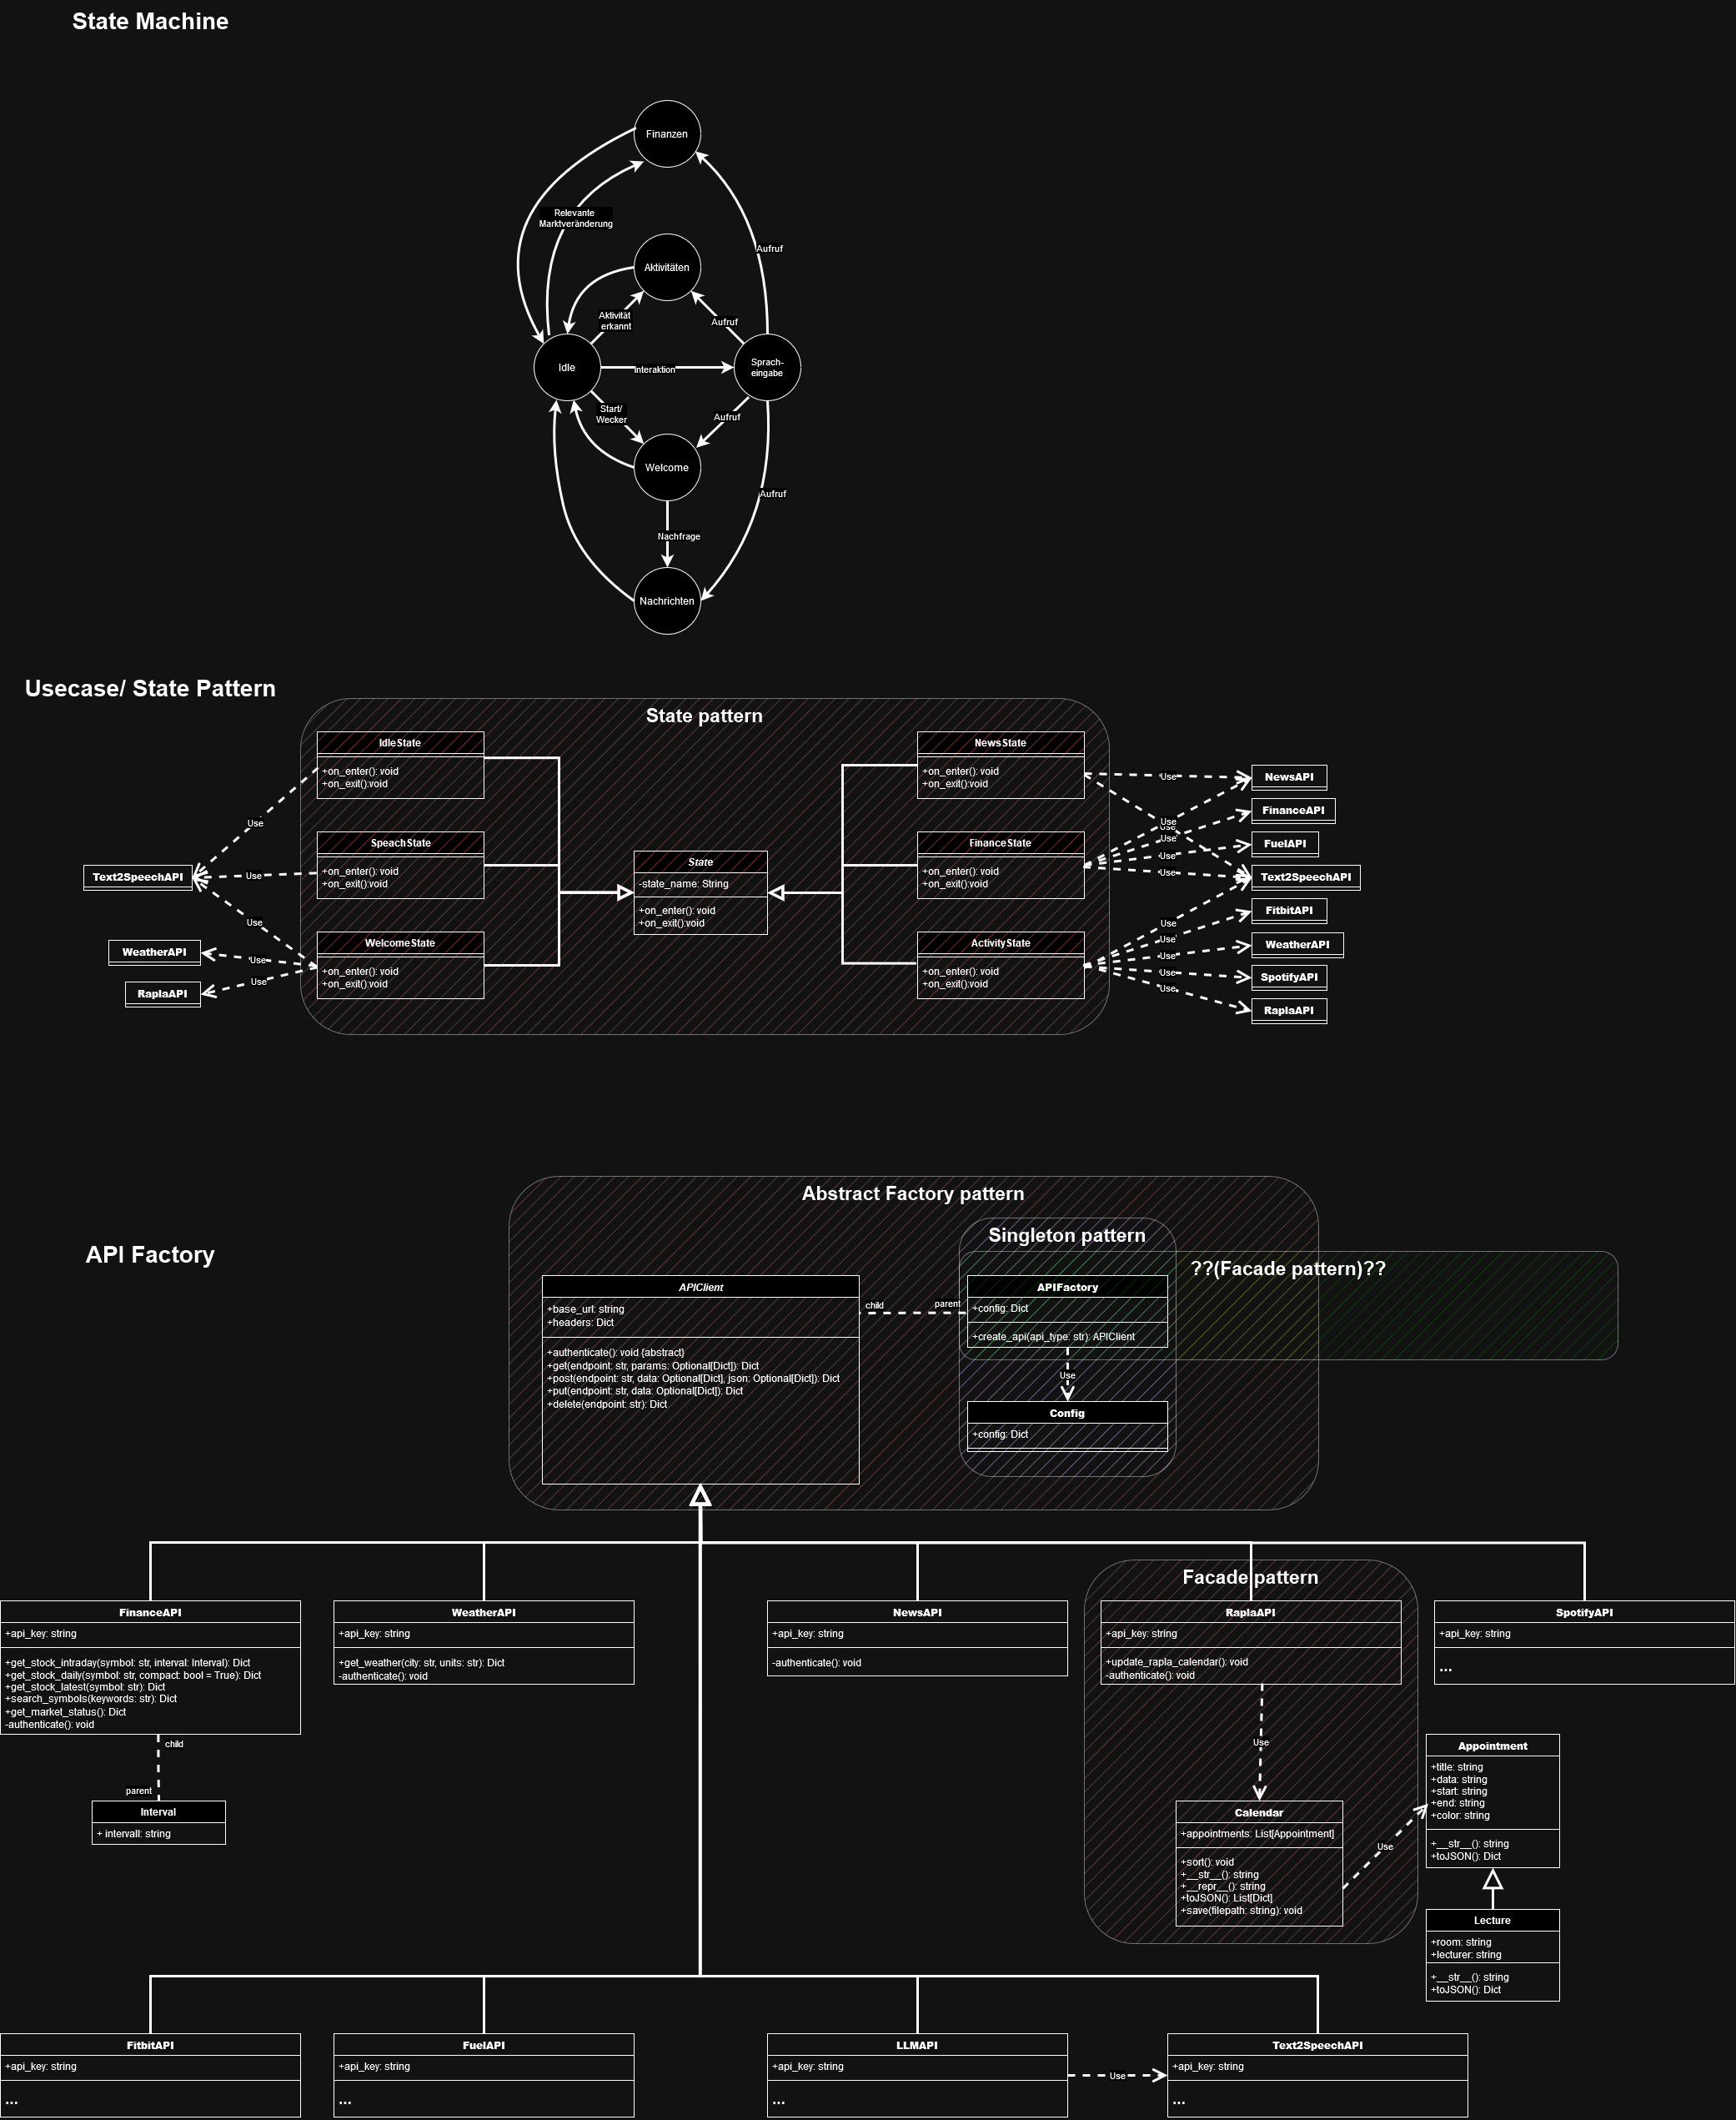 State Machine
Finanzen
Relevante
Marktveränderung
Aufruf
Aktivitäten
Aktivität
erkannt
Aufruf
Idle
Interaktion
Sprach-
eingabe
Start/
Wecker
Aufruf
Welcome
Aufruf
Nachfrage
Nachrichten
Usecase/ State Pattern
State pattern
IdleState
+on_enter(): void
+on_exit():void
SpeachState
+on_enter(): void
+on_exit():void
WelcomeState
+on_enter(): void
+on_exit():void
State
-state_name: String
+on_enter(): void
+on_exit():void
NewsState
+on_enter(): void
+on_exit():void
FinanceState
+on_enter(): void
+on_exit():void
ActivityState
+on_enter(): void
+on_exit():void
Use
Use
Use
Use
Use
Text2SpeechAPI
WeatherAPI
RaplaAPI
Use
Use
Use
Use
Use
Use
Use
Use
Use
Use
Use
NewsAPI
FinanceAPI
FuelAPI
Text2SpeechAPI
FitbitAPI
WeatherAPI
SpotifyAPI
RaplaAPI
API Factory
Abstract Factory pattern
Singleton pattern
??(Facade pattern)??
APIClient
+base_url: string
+headers: Dict
+authenticate(): void {abstract}
+get(endpoint: str, params: Optional[Dict]): Dict
+post(endpoint: str, data: Optional[Dict], json: Optional[Dict]): Dict
+put(endpoint: str, data: Optional[Dict]): Dict
+delete(endpoint: str): Dict
child
parent
APIFactory
+config: Dict
+create_api(api_type: str): APIClient
Use
Config
+config: Dict
Facade pattern
FinanceAPI
+api_key: string
+get_stock_intraday(symbol: str, interval: Interval): Dict
+get_stock_daily(symbol: str, compact: bool = True): Dict
+get_stock_latest(symbol: str): Dict
+search_symbols(keywords: str): Dict
+get_market_status(): Dict
-authenticate(): void
child
parent
Interval
+ intervall: string
WeatherAPI
+api_key: string
+get_weather(city: str, units: str): Dict
-authenticate(): void
NewsAPI
+api_key: string
-authenticate(): void
RaplaAPI
+api_key: string
+update_rapla_calendar(): void
-authenticate(): void
SpotifyAPI
+api_key: string
...
Use
Calendar
+appointments: List[Appointment]
+sort(): void
+__str__(): string
+__repr__(): string
+toJSON(): List[Dict]
+save(filepath: string): void
Use
Appointment
+title: string
+data: string
+start: string
+end: string
+color: string
+__str__(): string
+toJSON(): Dict
Lecture
+room: string
+lecturer: string
+__str__(): string
+toJSON(): Dict
FitbitAPI
+api_key: string
...
FuelAPI
+api_key: string
...
LLMAPI
+api_key: string
...
Use
Text2SpeechAPI
+api_key: string
...